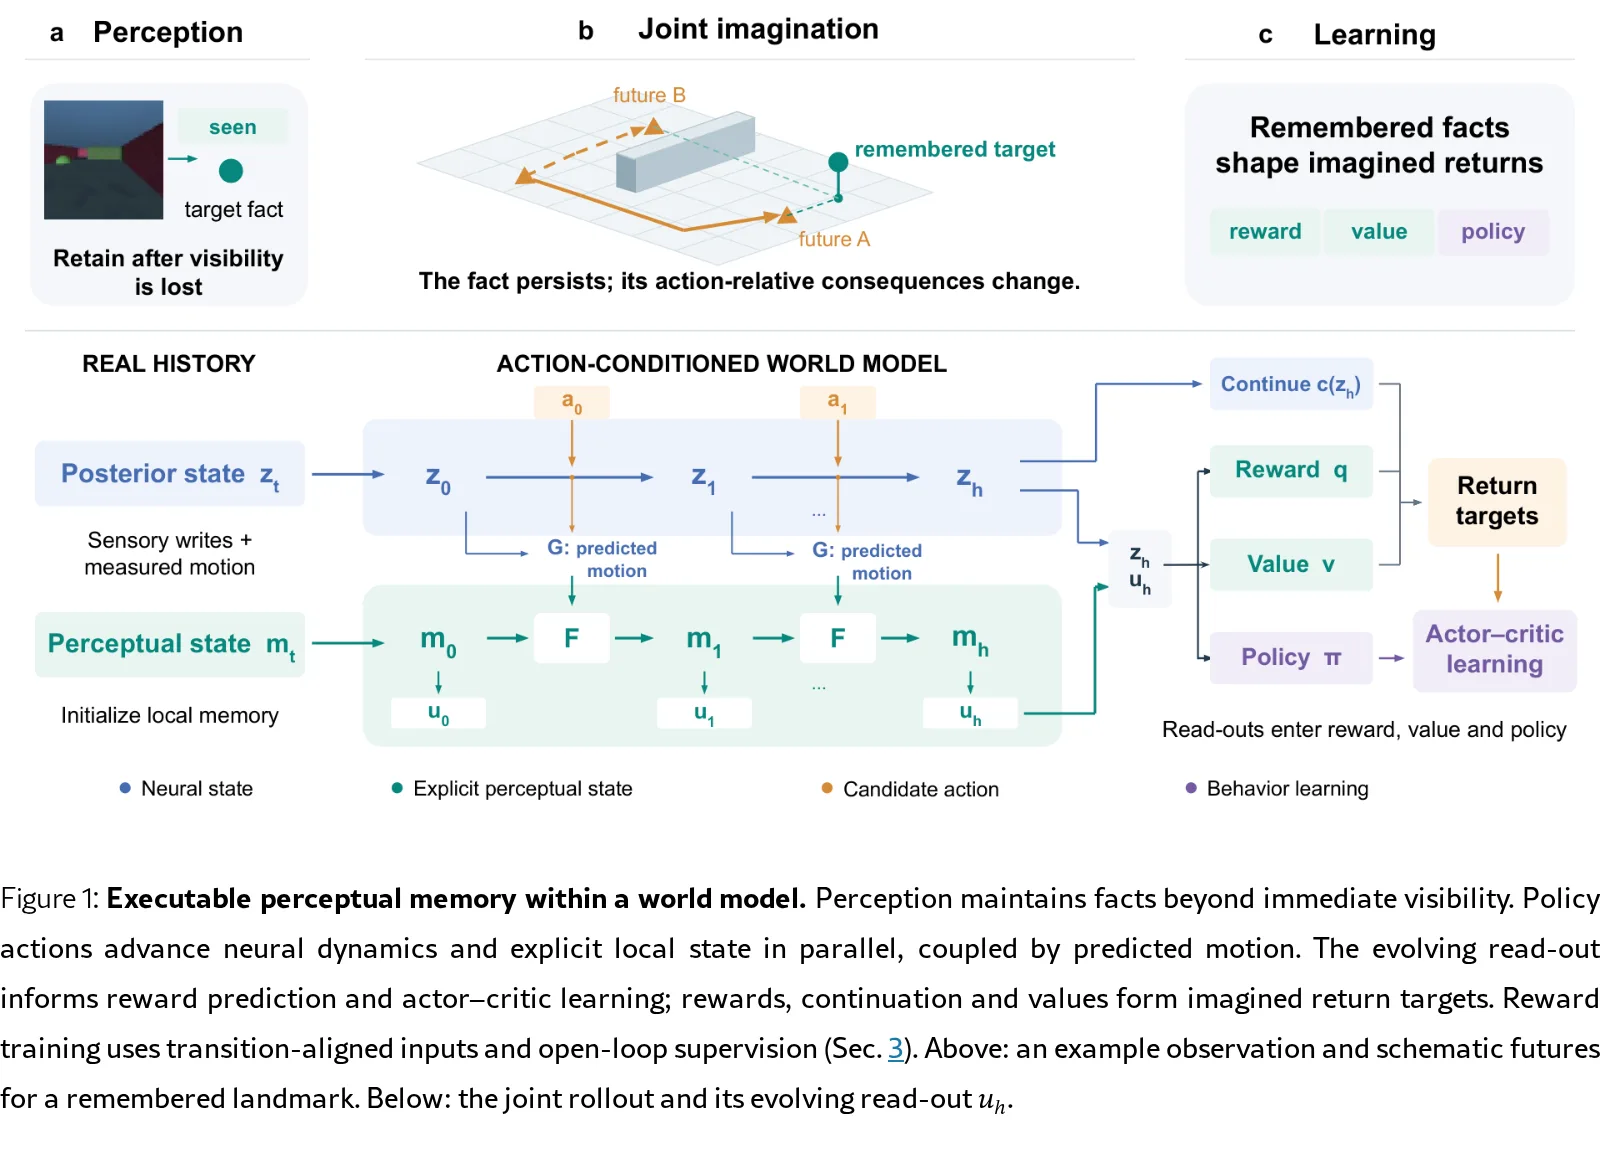 a Perception
b Joint imagination
c Learning
seen
target fact
Retain after visibility
is lost
future B
remembered target
future A
The fact persists; its action-relative consequences change.
Remembered facts
shape imagined returns
reward value policy
REAL HISTORY
ACTION-CONDITIONED WORLD MODEL
a0 a1
Posterior state zt
z0 z1 zh
...
Sensory writes +
measured motion
G: predicted
motion
G: predicted
motion
Perceptual state mt
m0 F m1 F mh
...
u0 u1 uh
Initialize local memory
zh
uh
Continue c(zh)
Reward q
Value v
Policy π
Return
targets
Actor–critic
learning
Read-outs enter reward, value and policy
Neural state
Explicit perceptual state
Candidate action
Behavior learning
Figure 1: Executable perceptual memory within a world model. Perception maintains facts beyond immediate visibility. Policy
actions advance neural dynamics and explicit local state in parallel, coupled by predicted motion. The evolving read-out
informs reward prediction and actor–critic learning; rewards, continuation and values form imagined return targets. Reward
training uses transition-aligned inputs and open-loop supervision (Sec. 3). Above: an example observation and schematic futures
for a remembered landmark. Below: the joint rollout and its evolving read-out uh.